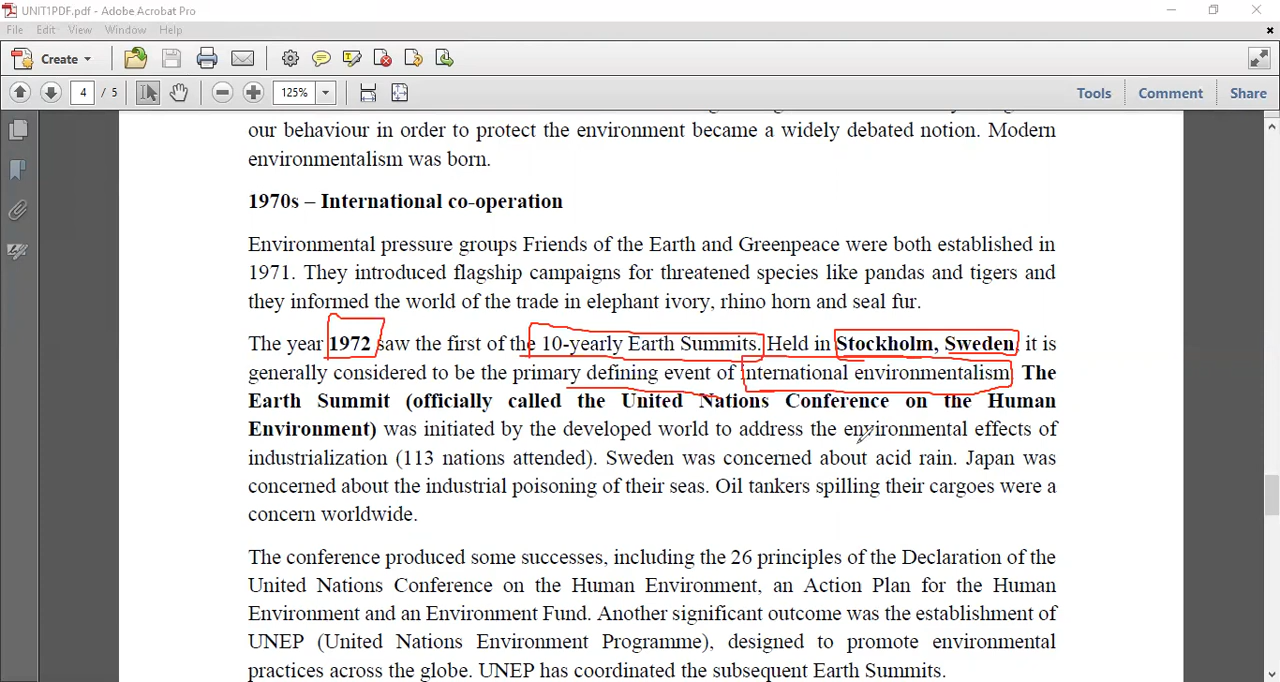 UNIT1PDF.pdf - Adobe Acrobat Pro
File Edit View Window Help
Create
4 / 5 125% Tools Comment Share
our behaviour in order to protect the environment became a widely debated notion. Modern
environmentalism was born.
1970s – International co-operation
Environmental pressure groups Friends of the Earth and Greenpeace were both established in
1971. They introduced flagship campaigns for threatened species like pandas and tigers and
they informed the world of the trade in elephant ivory, rhino horn and seal fur.
The year 1972 saw the first of the 10-yearly Earth Summits. Held in Stockholm, Sweden, it is
generally considered to be the primary defining event of international environmentalism. The
Earth Summit (officially called the United Nations Conference on the Human
Environment) was initiated by the developed world to address the environmental effects of
industrialization (113 nations attended). Sweden was concerned about acid rain. Japan was
concerned about the industrial poisoning of their seas. Oil tankers spilling their cargoes were a
concern worldwide.
The conference produced some successes, including the 26 principles of the Declaration of the
United Nations Conference on the Human Environment, an Action Plan for the Human
Environment and an Environment Fund. Another significant outcome was the establishment of
UNEP (United Nations Environment Programme), designed to promote environmental
practices across the globe. UNEP has coordinated the subsequent Earth Summits.